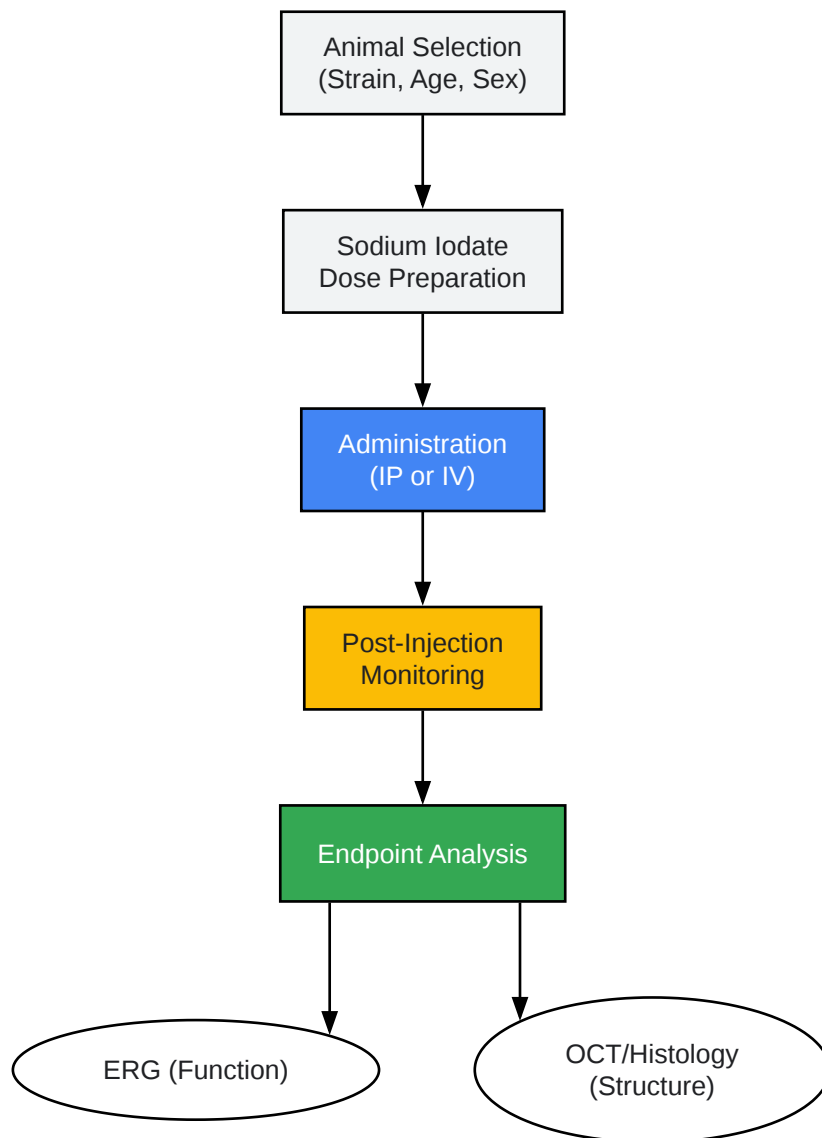 Animal Selection
(Strain, Age, Sex)
Sodium Iodate
Dose Preparation
Administration
(IP or IV)
Post-Injection
Monitoring
Endpoint Analysis
ERG (Function)
OCT/Histology
(Structure)